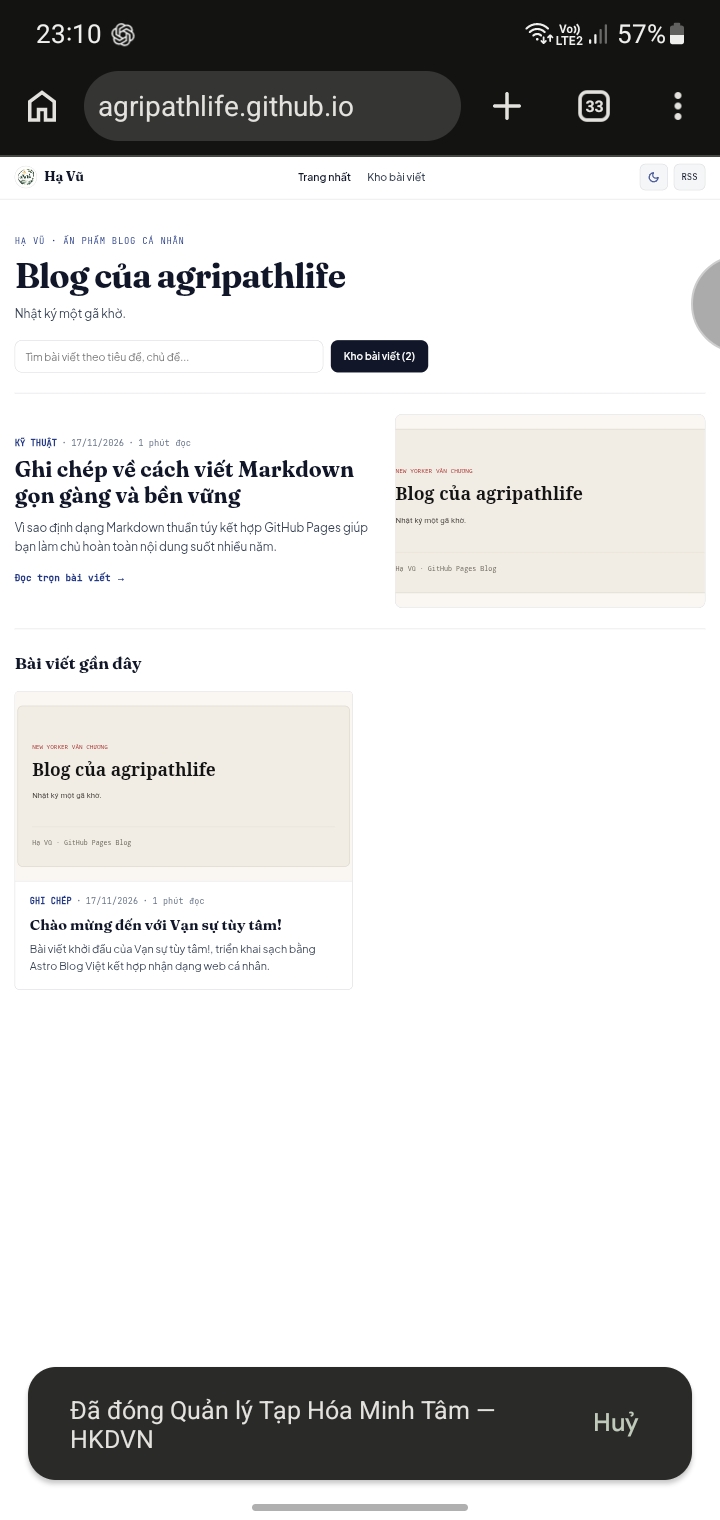 23:10
Vo)) LTE2 57%
agripathlife.github.io
33
Hạ Vũ
Trang nhất Kho bài viết
RSS
HẠ VŨ · ẤN PHẨM BLOG CÁ NHÂN
Blog của agripathlife
Nhật ký một gã khờ.
Tìm bài viết theo tiêu đề, chủ đề...
Kho bài viết (2)
KỸ THUẬT · 17/11/2026 · 1 phút đọc
Ghi chép về cách viết Markdown
gọn gàng và bền vững
Vì sao định dạng Markdown thuần túy kết hợp GitHub Pages giúp
bạn làm chủ hoàn toàn nội dung suốt nhiều năm.
Đọc trọn bài viết →
NEW YORKER VĂN CHƯƠNG
Blog của agripathlife
Nhật ký một gã khờ.
Hạ Vũ · GitHub Pages Blog
Bài viết gần đây
NEW YORKER VĂN CHƯƠNG
Blog của agripathlife
Nhật ký một gã khờ.
Hạ Vũ · GitHub Pages Blog
GHI CHÉP · 17/11/2026 · 1 phút đọc
Chào mừng đến với Vạn sự tùy tâm!
Bài viết khởi đầu của Vạn sự tùy tâm!, triển khai sạch bằng
Astro Blog Việt kết hợp nhận dạng web cá nhân.
Đã đóng Quản lý Tạp Hóa Minh Tâm —
HKDVN
Huỷ